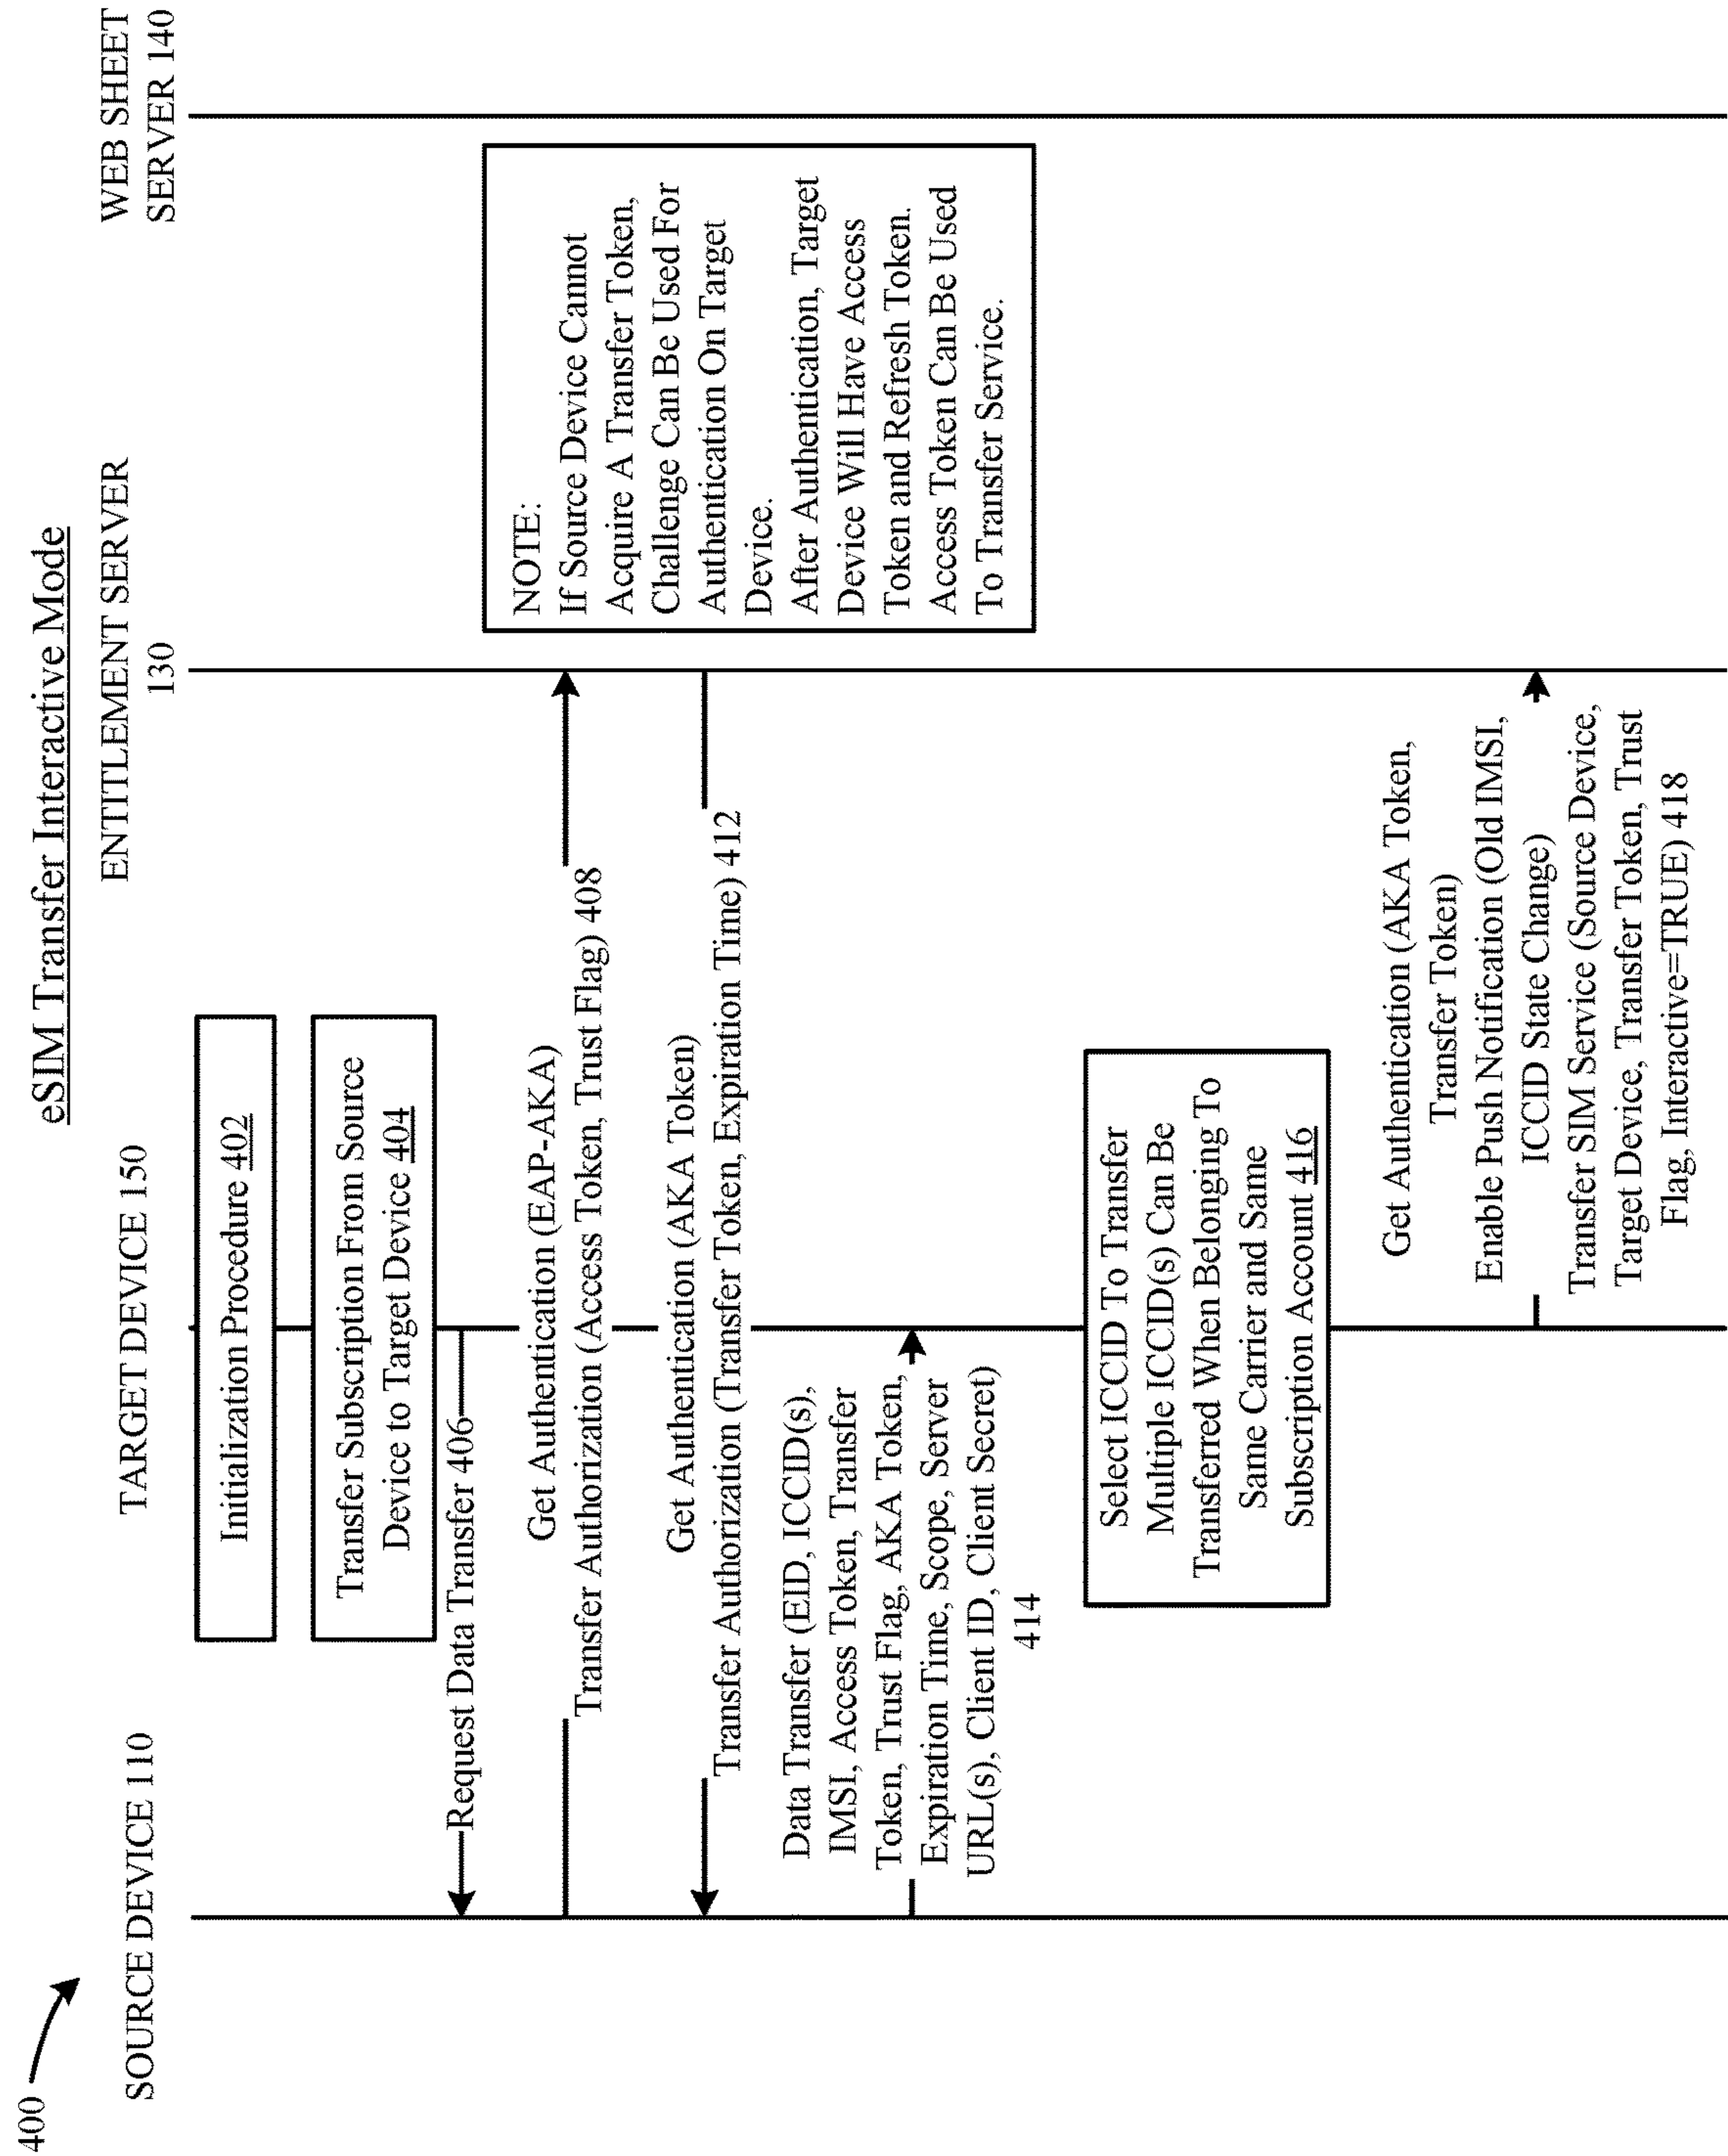 400
eSIM Transfer Interactive Mode
SOURCE DEVICE 110
TARGET DEVICE 150
ENTITLEMENT SERVER
130
WEB SHEET
SERVER 140
Initialization Procedure 402
Transfer Subscription From Source
Device to Target Device 404
Request Data Transfer 406
Get Authentication (EAP-AKA)
Transfer Authorization (Access Token, Trust Flag) 408
Get Authentication (AKA Token)
Transfer Authorization (Transfer Token, Expiration Time) 412
NOTE:
If Source Device Cannot
Acquire A Transfer Token,
Challenge Can Be Used For
Authentication On Target
Device.
After Authentication, Target
Device Will Have Access
Token and Refresh Token.
Access Token Can Be Used
To Transfer Service.
Data Transfer (EID, ICCID(s),
IMSI, Access Token, Transfer
Token, Trust Flag, AKA Token,
Expiration Time, Scope, Server
URL(s), Client ID, Client Secret)
414
Select ICCID To Transfer
Multiple ICCID(s) Can Be
Transferred When Belonging To
Same Carrier and Same
Subscription Account 416
Get Authentication (AKA Token,
Transfer Token)
Enable Push Notification (Old IMSI,
ICCID State Change)
Transfer SIM Service (Source Device,
Target Device, Transfer Token, Trust
Flag, Interactive=TRUE) 418